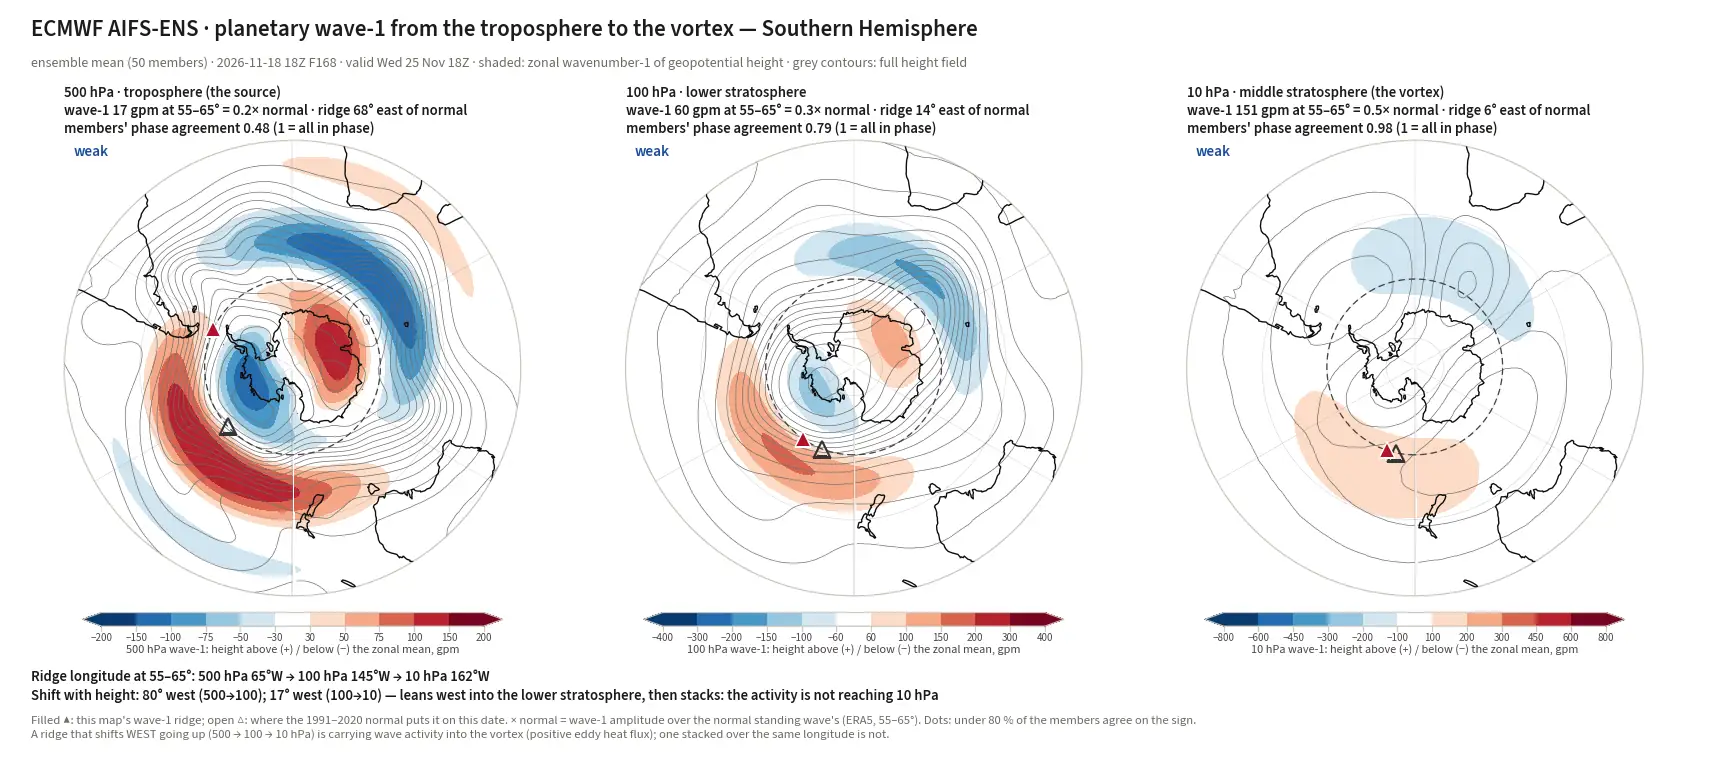 ECMWF AIFS-ENS · planetary wave-1 from the troposphere to the vortex — Southern Hemisphere
ensemble mean (50 members) · 2026-11-18 18Z F168 · valid Wed 25 Nov 18Z · shaded: zonal wavenumber-1 of geopotential height · grey contours: full height field
500 hPa · troposphere (the source)
wave-1 17 gpm at 55–65° = 0.2× normal · ridge 68° east of normal
members' phase agreement 0.48 (1 = all in phase)
weak
100 hPa · lower stratosphere
wave-1 60 gpm at 55–65° = 0.3× normal · ridge 14° east of normal
members' phase agreement 0.79 (1 = all in phase)
weak
10 hPa · middle stratosphere (the vortex)
wave-1 151 gpm at 55–65° = 0.5× normal · ridge 6° east of normal
members' phase agreement 0.98 (1 = all in phase)
weak
−200 −150 −100 −75 −50 −30 30 50 75 100 150 200
500 hPa wave-1: height above (+) / below (−) the zonal mean, gpm
−400 −300 −200 −150 −100 −60 60 100 150 200 300 400
100 hPa wave-1: height above (+) / below (−) the zonal mean, gpm
−800 −600 −450 −300 −200 −100 100 200 300 450 600 800
10 hPa wave-1: height above (+) / below (−) the zonal mean, gpm
Ridge longitude at 55–65°: 500 hPa 65°W → 100 hPa 145°W → 10 hPa 162°W
Shift with height: 80° west (500→100); 17° west (100→10) — leans west into the lower stratosphere, then stacks: the activity is not reaching 10 hPa
Filled ▲: this map's wave-1 ridge; open △: where the 1991–2020 normal puts it on this date. × normal = wave-1 amplitude over the normal standing wave's (ERA5, 55–65°). Dots: under 80 % of the members agree on the sign.
A ridge that shifts WEST going up (500 → 100 → 10 hPa) is carrying wave activity into the vortex (positive eddy heat flux); one stacked over the same longitude is not.